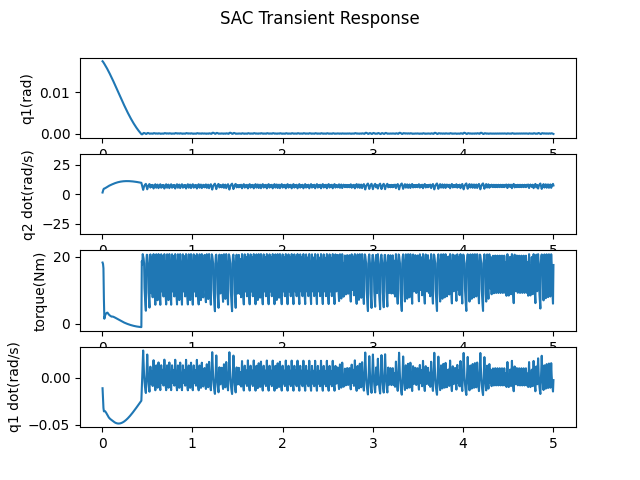 SAC Transient Response
q1(rad)
0.01
0.00
0 1 2 3 4 5
q2 dot(rad/s)
25
0
−25
0 1 2 3 4 5
torque(Nm)
20
0
0 1 2 3 4 5
q1 dot(rad/s)
0.00
−0.05
0 1 2 3 4 5